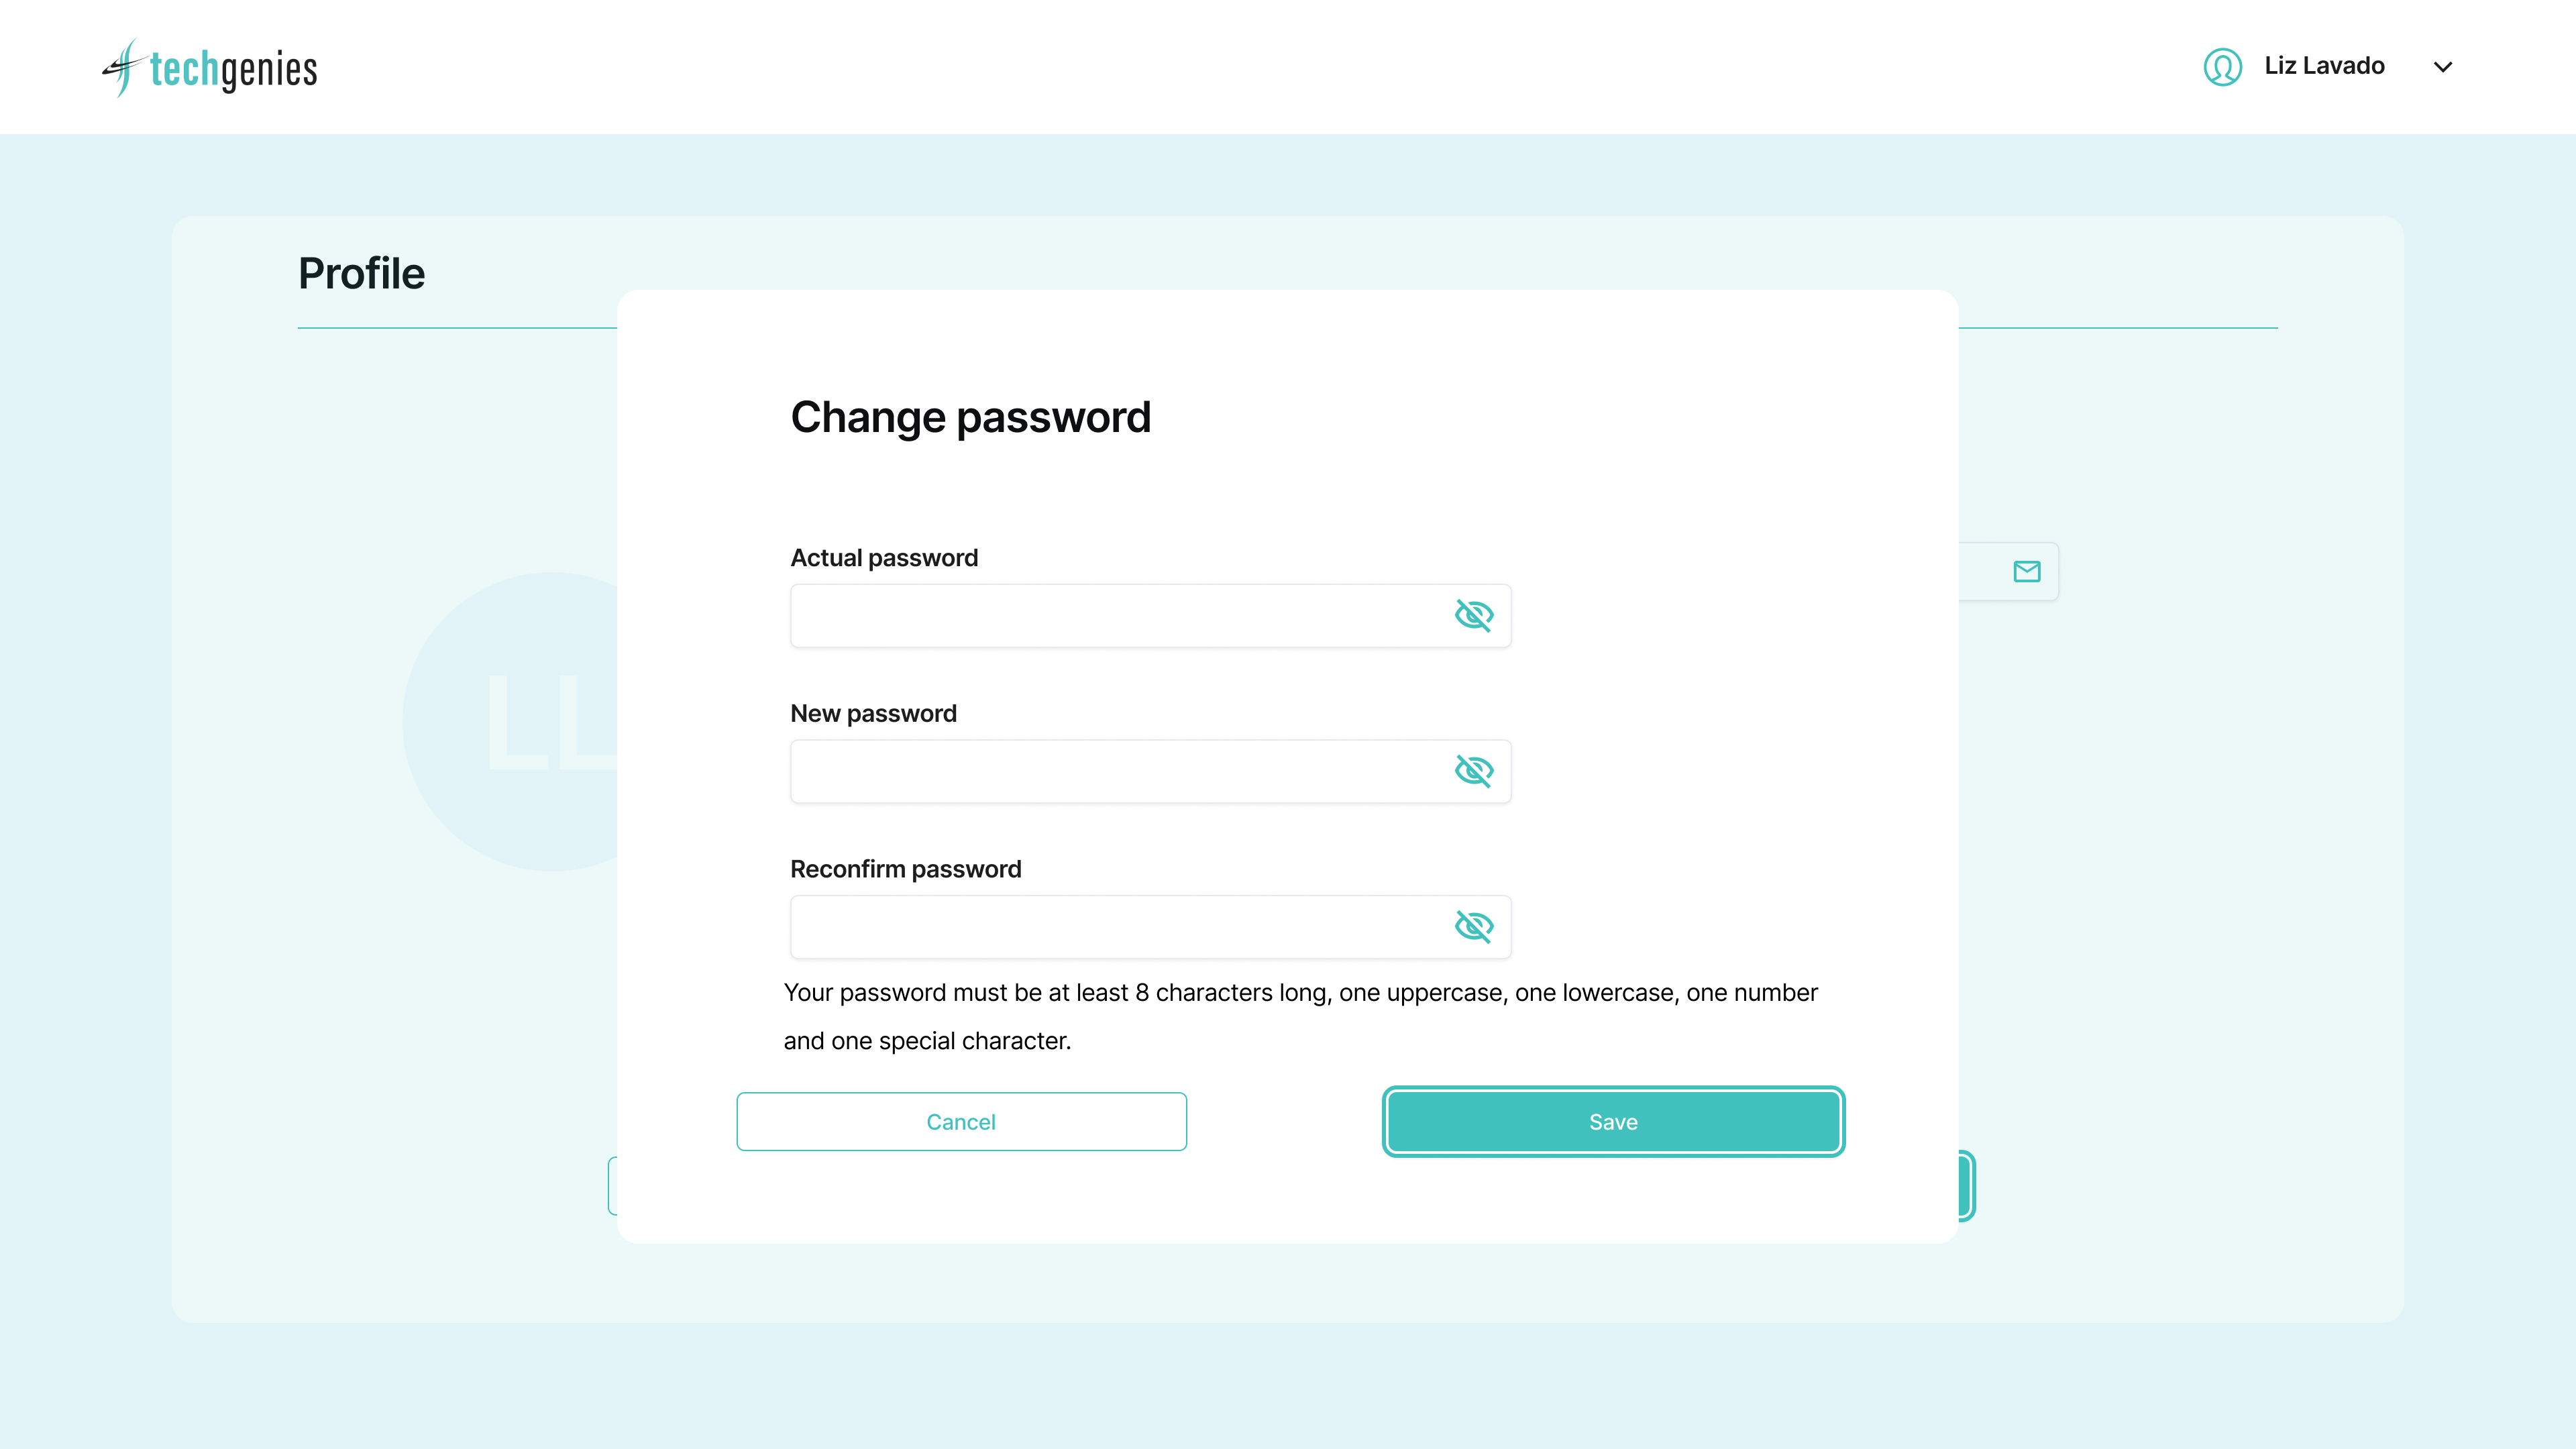 techgenies
Liz Lavado
Profile
Change password
Actual password
LL
New password
Reconfirm password
Your password must be at least 8 characters long, one uppercase, one lowercase, one number
and one special character.
Cancel
Save